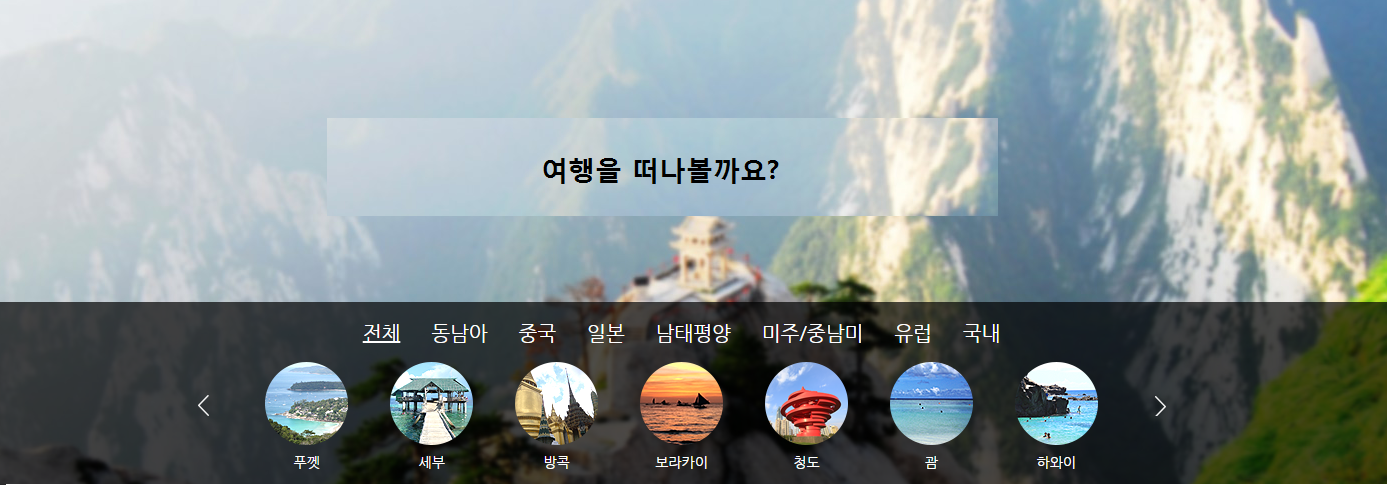 여행을 떠나볼까요?
전체 동남아 중국 일본 남태평양 미주/중남미 유럽 국내
푸껫 세부 방콕 보라카이 청도 괌 하와이